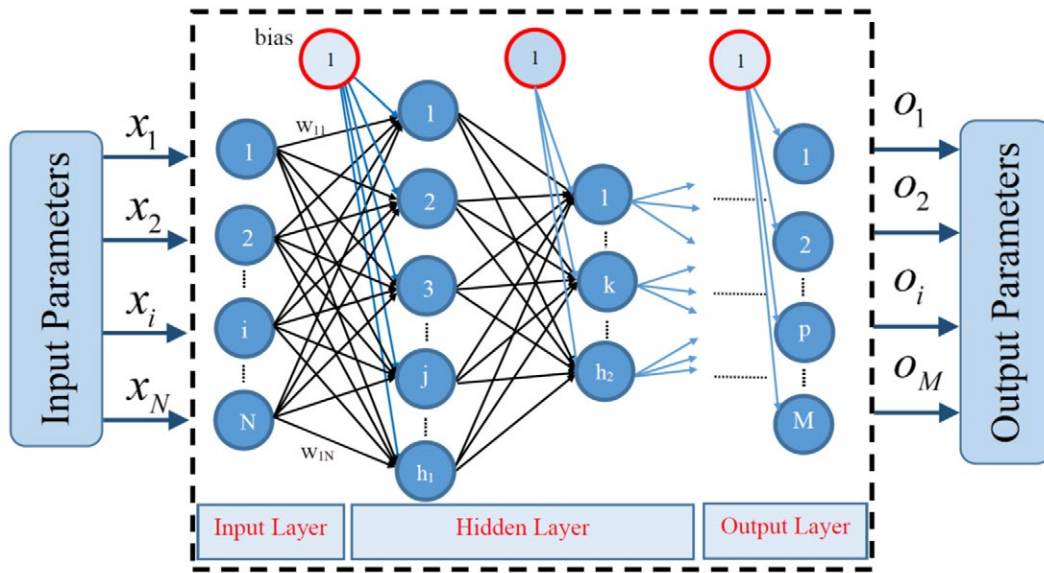 bias
1
1
1
Input Parameters
x1
x2
xi
xN
w11
1
2
i
N
w1N
1
2
3
j
h1
1
k
h2
1
2
p
M
o1
o2
oi
oM
Output Parameters
Input Layer
Hidden Layer
Output Layer